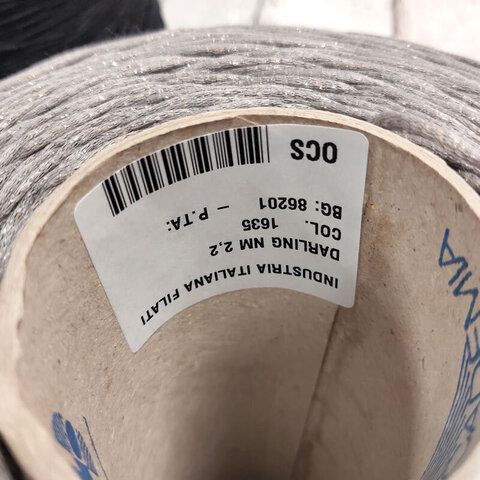 INDUSTRIA ITALIANA FILATI
DARLING NM 2,2
COL. 1635
BG: 86201 - P.TA:
OCS